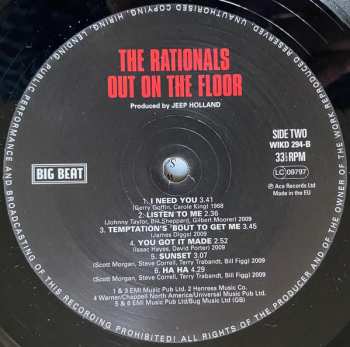 UNAUTHORISED COPYING, HIRING, LENDING, PUBLIC PERFORMANCE AND BROADCASTING OF THIS RECORDING PROHIBITED! ALL RIGHTS OF THE PRODUCER AND OF THE OWNER OF THE WORK REPRODUCED RESERVED.
THE RATIONALS
OUT ON THE FLOOR
Produced by JEEP HOLLAND
BIG BEAT
SIDE TWO
WIKD 294-B
33⅓RPM
LC 09797
℗ Ace Records Ltd
Made in the EU
1. I NEED YOU 3.41
(Gerry Goffin, Carole King) 1968
2. LISTEN TO ME 2.36
(Johnny Taylor, Bill Sheppard, Gilbert Moorer) 2009
3. TEMPTATION'S 'BOUT TO GET ME 3.45
(James Diggs) 2009
4. YOU GOT IT MADE 2.52
(Isaac Hayes, David Porter) 2009
5. SUNSET 3.07
(Scott Morgan, Steve Correll, Terry Trabandt, Bill Figg) 2009
6. HA HA 4.29
(Scott Morgan, Steve Correll, Terry Trabandt, Bill Figg) 2009
1 & 3 EMI Music Pub Ltd. 2 Henress Music Co.
4 Warner/Chappell North America/Universal Music Pub Ltd.
5 & 6 EMI Music Pub Ltd/Bug Music Ltd (GB)